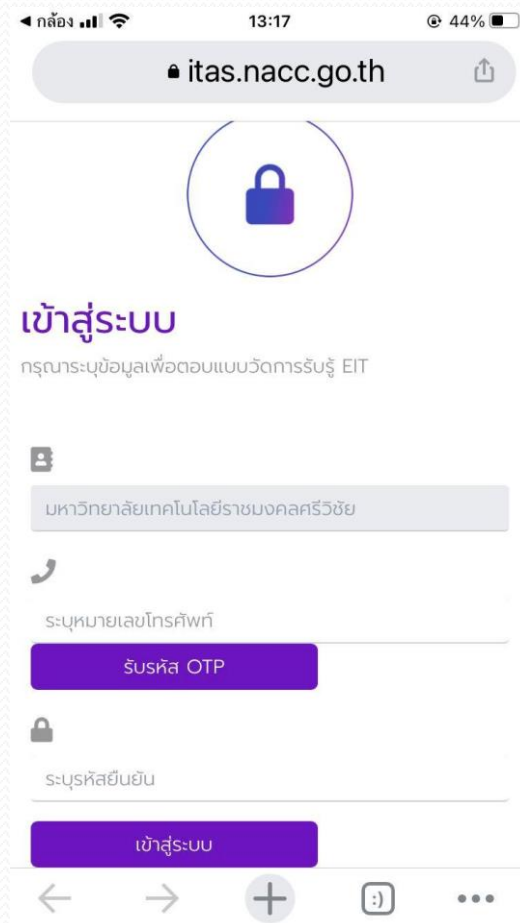 ◀ กล้อง 13:17 44%
itas.nacc.go.th
เข้าสู่ระบบ
กรุณาระบุข้อมูลเพื่อตอบแบบวัดการรับรู้ EIT
มหาวิทยาลัยเทคโนโลยีราชมงคลศรีวิชัย
ระบุหมายเลขโทรศัพท์
รับรหัส OTP
ระบุรหัสยืนยัน
เข้าสู่ระบบ
:)